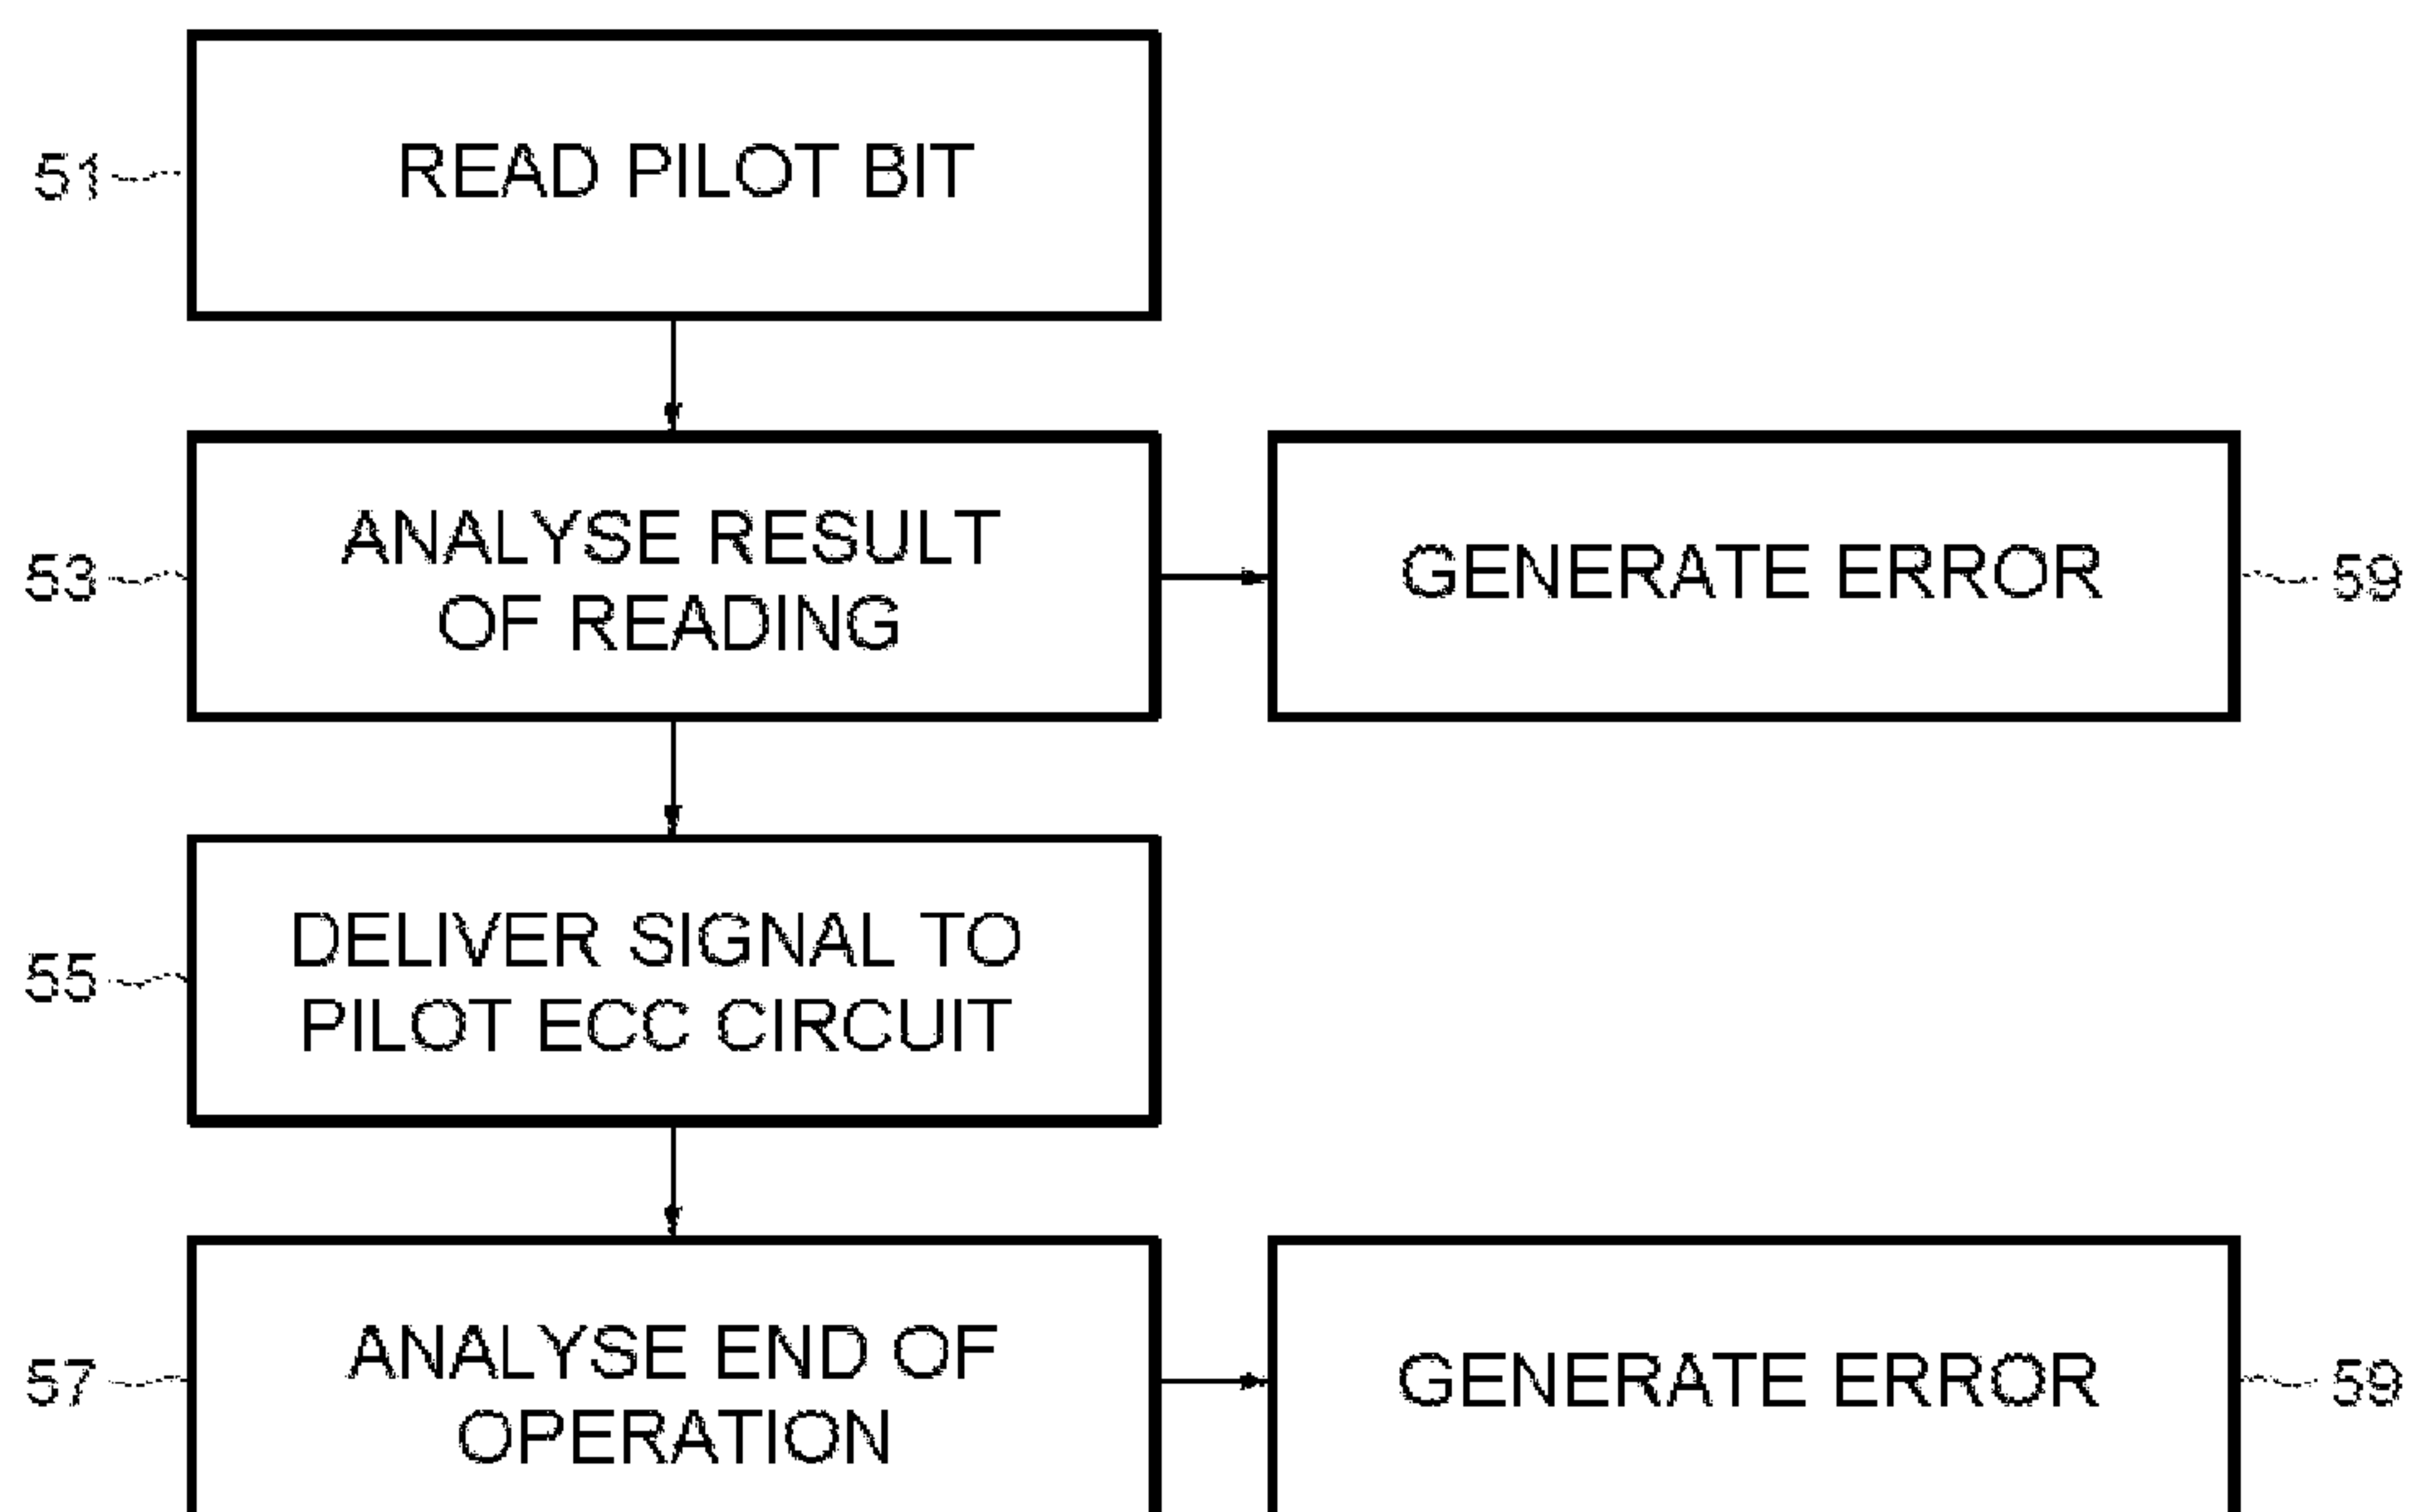 READ PILOT BIT
51
ANALYSE RESULT
OF READING
53
GENERATE ERROR
59
DELIVER SIGNAL TO
PILOT ECC CIRCUIT
55
ANALYSE END OF
OPERATION
57
GENERATE ERROR
59